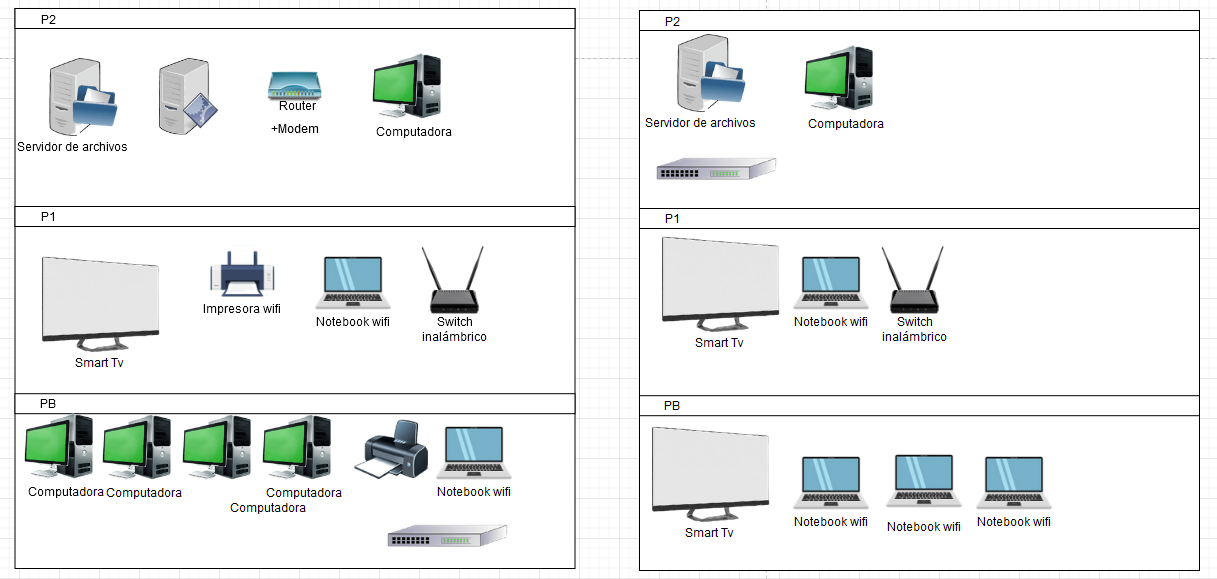 P2
Servidor de archivos
Router
+Modem
Computadora
P1
Smart Tv
Impresora wifi
Notebook wifi
Switch
inalámbrico
PB
Computadora
Computadora
Computadora
Computadora
Notebook wifi
P2
Servidor de archivos
Computadora
P1
Smart Tv
Notebook wifi
Switch
inalámbrico
PB
Smart Tv
Notebook wifi
Notebook wifi
Notebook wifi